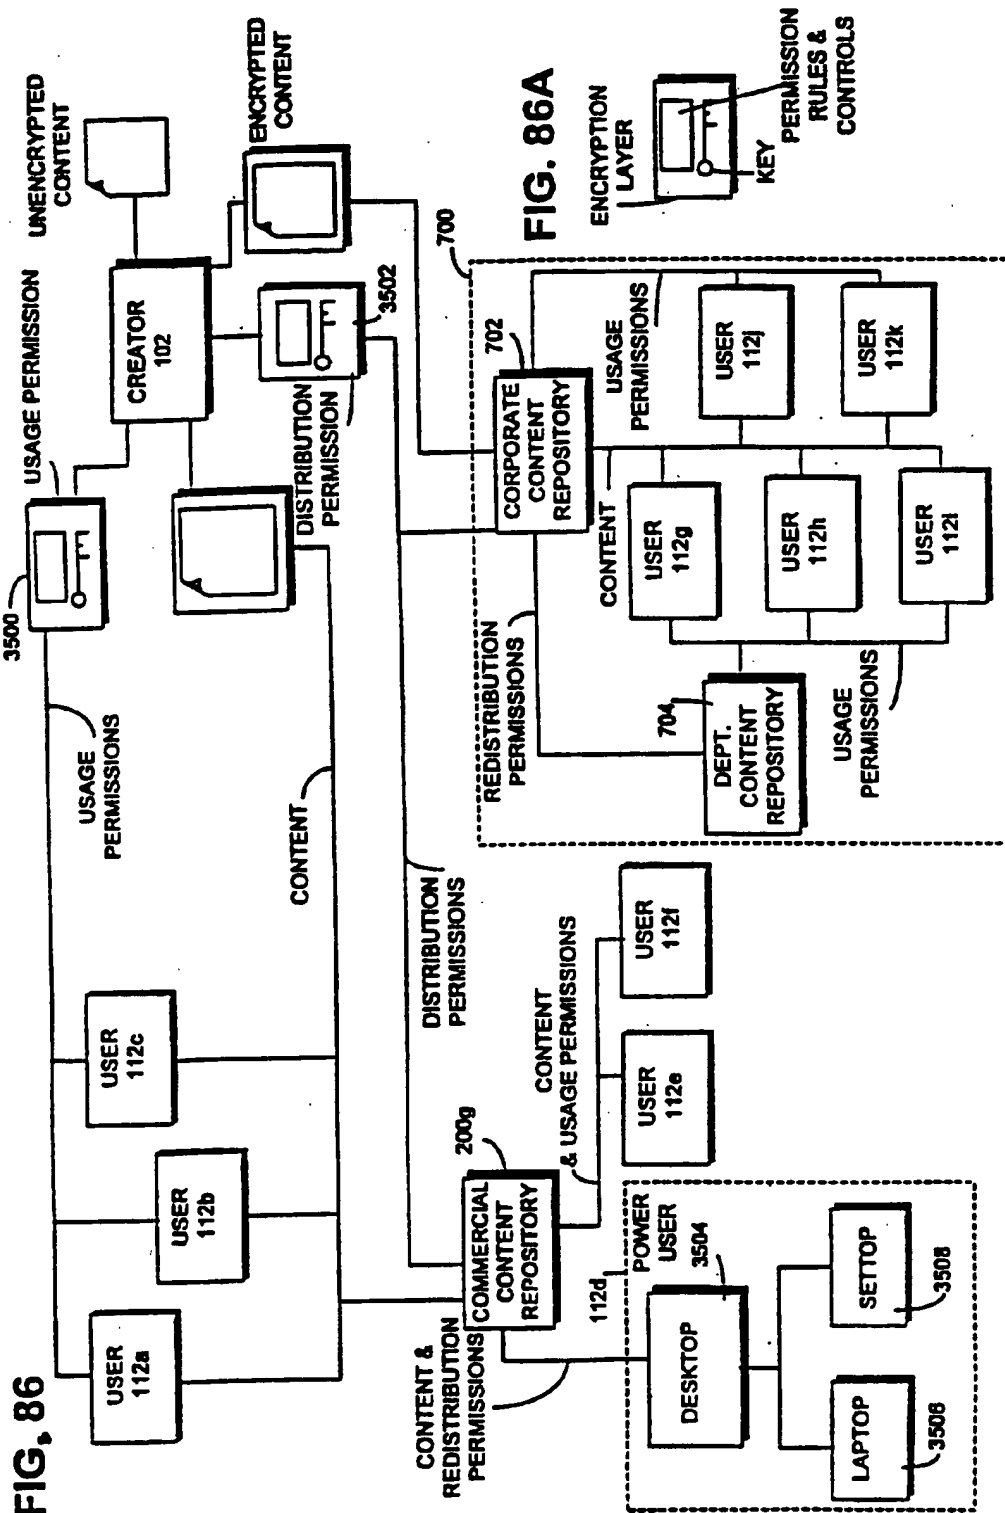 FIG. 86
UNENCRYPTED
CONTENT
USAGE PERMISSION
3500
CREATOR
102
ENCRYPTED
CONTENT
3502
DISTRIBUTION
PERMISSION
USAGE
PERMISSIONS
CONTENT
USER
112a
USER
112b
USER
112c
DISTRIBUTION
PERMISSIONS
COMMERCIAL
CONTENT
REPOSITORY
200g
CONTENT
& USAGE PERMISSIONS
USER
112e
USER
112f
CONTENT &
REDISTRIBUTION
PERMISSIONS
112d
POWER
USER
3504
DESKTOP
LAPTOP
3506
SETTOP
3508
700
702
CORPORATE
CONTENT
REPOSITORY
REDISTRIBUTION
PERMISSIONS
704
DEPT.
CONTENT
REPOSITORY
USAGE
PERMISSIONS
CONTENT
USER
112g
USER
112h
USER
112i
USAGE
PERMISSIONS
USER
112j
USER
112k
FIG. 86A
ENCRYPTION
LAYER
KEY
PERMISSION
RULES &
CONTROLS